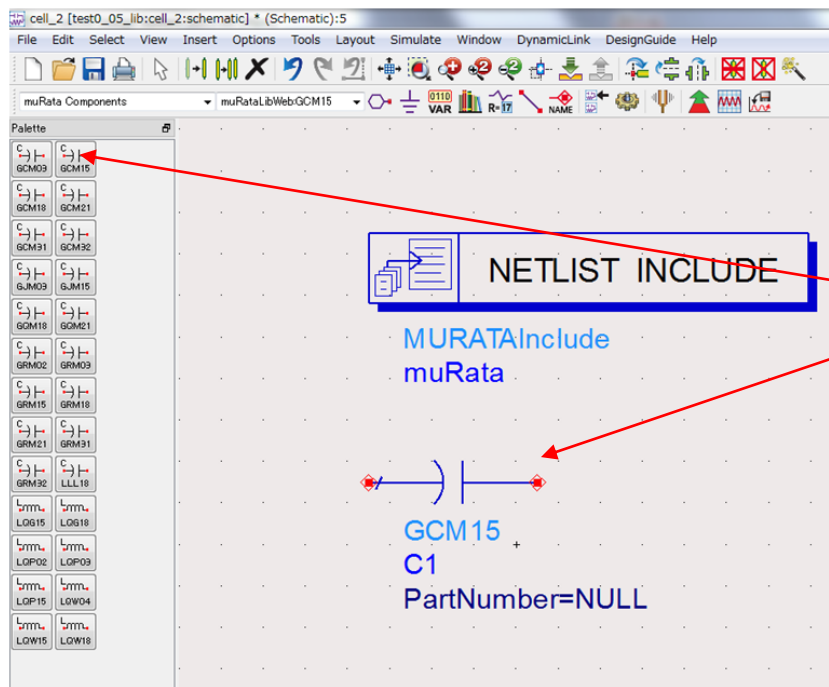 cell_2 [test0_05_lib:cell_2:schematic] * (Schematic):5
File Edit Select View Insert Options Tools Layout Simulate Window DynamicLink DesignGuide Help
muRata Components muRataLibWeb:GCM15 VAR R=17 NAME
Palette
GCM03 GCM15
GCM18 GCM21
GCM31 GCM32
GJM03 GJM15
GQM18 GQM21
GRM02 GRM03
GRM15 GRM18
GRM21 GRM31
GRM32 LLL18
LQG15 LQG18
LQP02 LQP03
LQP15 LQW04
LQW15 LQW18
NETLIST INCLUDE
MURATAInclude
muRata
GCM15
C1
PartNumber=NULL